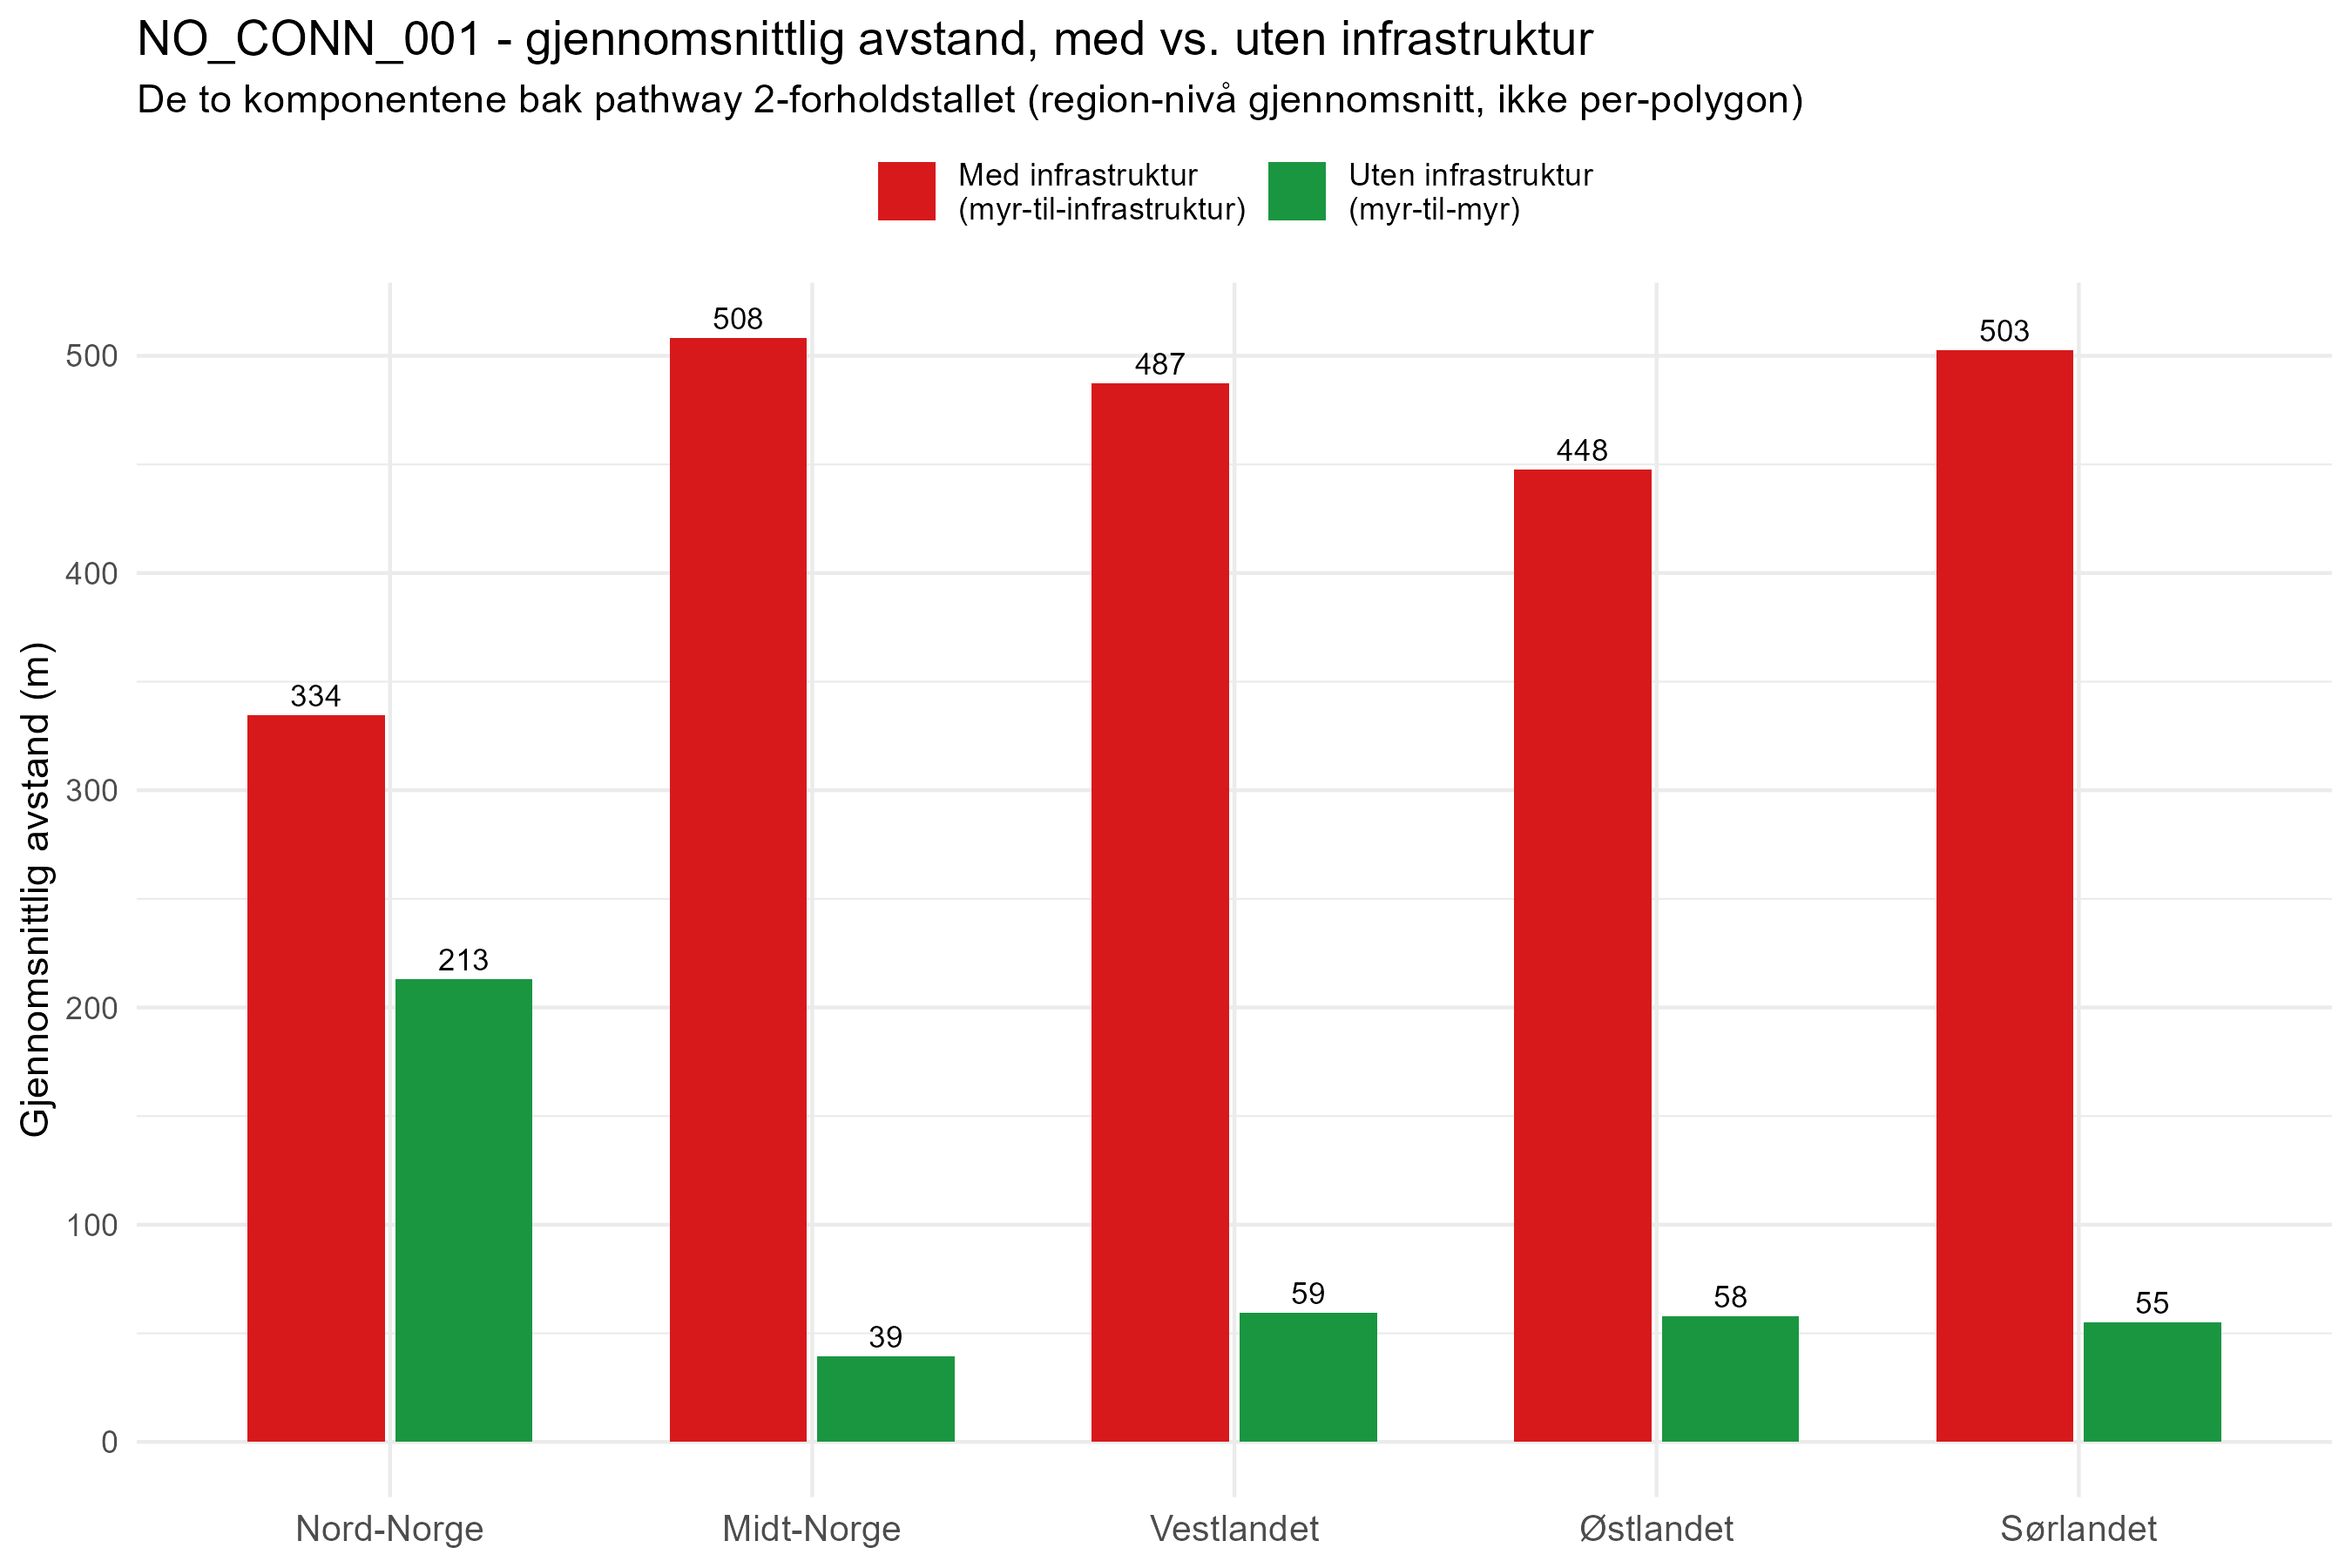 NO_CONN_001 - gjennomsnittlig avstand, med vs. uten infrastruktur
De to komponentene bak pathway 2-forholdstallet (region-nivå gjennomsnitt, ikke per-polygon)
Med infrastruktur
(myr-til-infrastruktur)
Uten infrastruktur
(myr-til-myr)
Gjennomsnittlig avstand (m)
500
400
300
200
100
0
334
213
508
39
487
59
448
58
503
55
Nord-Norge
Midt-Norge
Vestlandet
Østlandet
Sørlandet